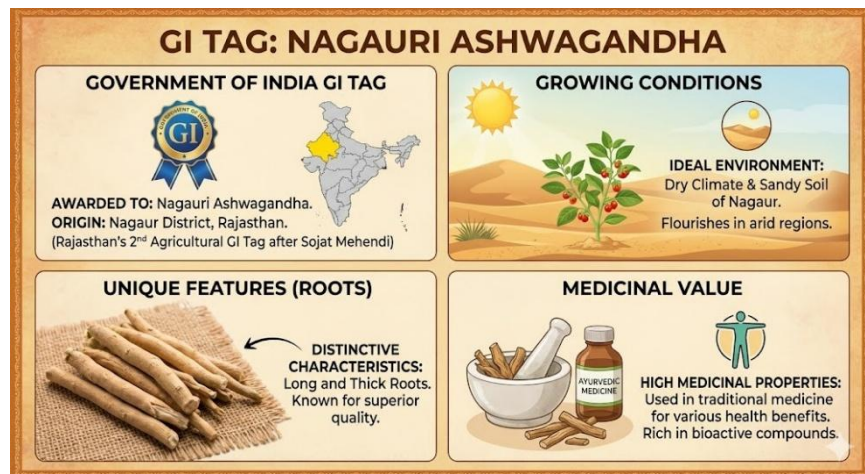 GI TAG: NAGAURI ASHWAGANDHA
GOVERNMENT OF INDIA GI TAG
GOVERNMENT OF INDIA
GI
AWARDED TO: Nagauri Ashwagandha.
ORIGIN: Nagaur District, Rajasthan.
(Rajasthan's 2nd Agricultural GI Tag after Sojat Mehendi)
GROWING CONDITIONS
IDEAL ENVIRONMENT:
Dry Climate & Sandy Soil
of Nagaur.
Flourishes in arid regions.
UNIQUE FEATURES (ROOTS)
DISTINCTIVE
CHARACTERISTICS:
Long and Thick Roots.
Known for superior
quality.
MEDICINAL VALUE
AYURVEDIC
MEDICINE
HIGH MEDICINAL PROPERTIES:
Used in traditional medicine
for various health benefits.
Rich in bioactive compounds.